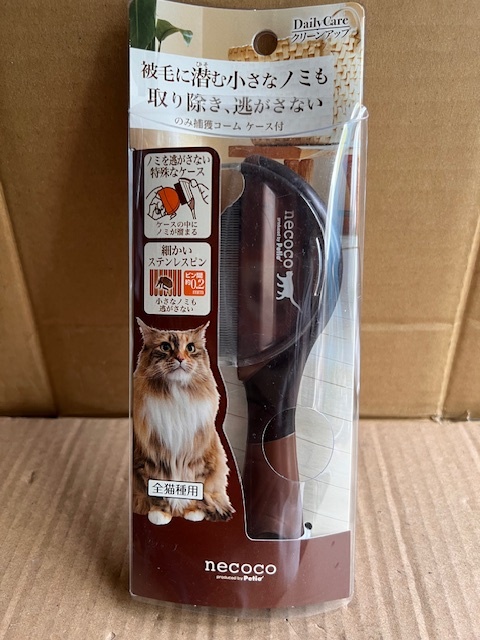 DailyCare
クリーンアップ
被毛に潜む小さなノミも
ひそ
取り除き、逃がさない
のみ捕獲コーム ケース付
ノミを逃がさない
特殊なケース
ケースの中に
ノミが溜まる
細かい
ステンレスピン
ピン間
約0.2
mm
小さなノミも
逃がさない
necoco
produced by Petio
全猫種用
necoco
produced by Petio